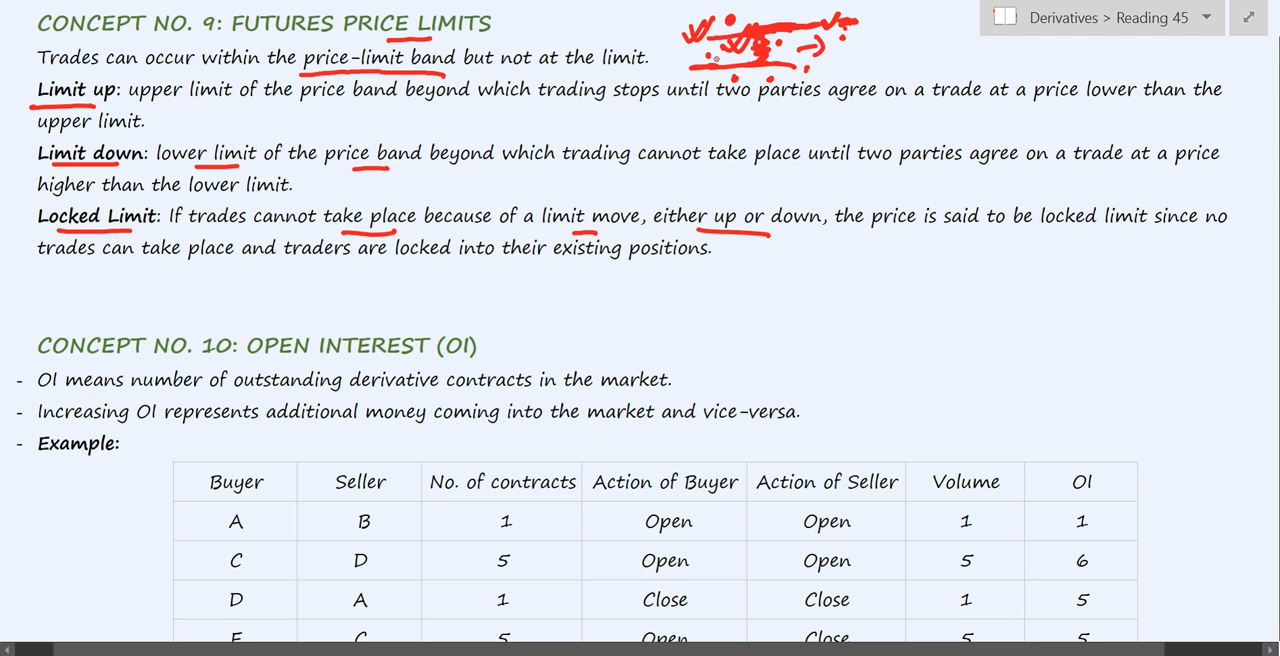 Derivatives > Reading 45
CONCEPT NO. 9: FUTURES PRICE LIMITS
Trades can occur within the price-limit band but not at the limit.
Limit up: upper limit of the price band beyond which trading stops until two parties agree on a trade at a price lower than the
upper limit.
Limit down: lower limit of the price band beyond which trading cannot take place until two parties agree on a trade at a price
higher than the lower limit.
Locked Limit: If trades cannot take place because of a limit move, either up or down, the price is said to be locked limit since no
trades can take place and traders are locked into their existing positions.
CONCEPT NO. 10: OPEN INTEREST (OI)
- OI means number of outstanding derivative contracts in the market.
- Increasing OI represents additional money coming into the market and vice-versa.
- Example:
Buyer Seller No. of contracts Action of Buyer Action of Seller Volume OI
A B 1 Open Open 1 1
C D 5 Open Open 5 6
D A 1 Close Close 1 5
C 5 Open Close 5 5